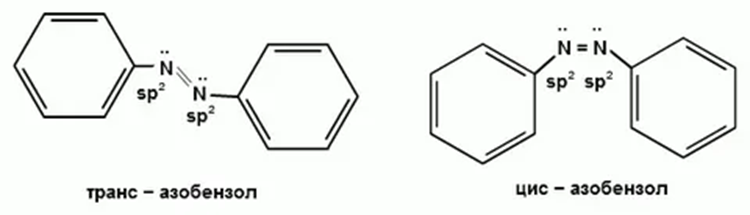 N
sp2
N
sp2
N = N
sp2 sp2
транс – азобензол
цис – азобензол